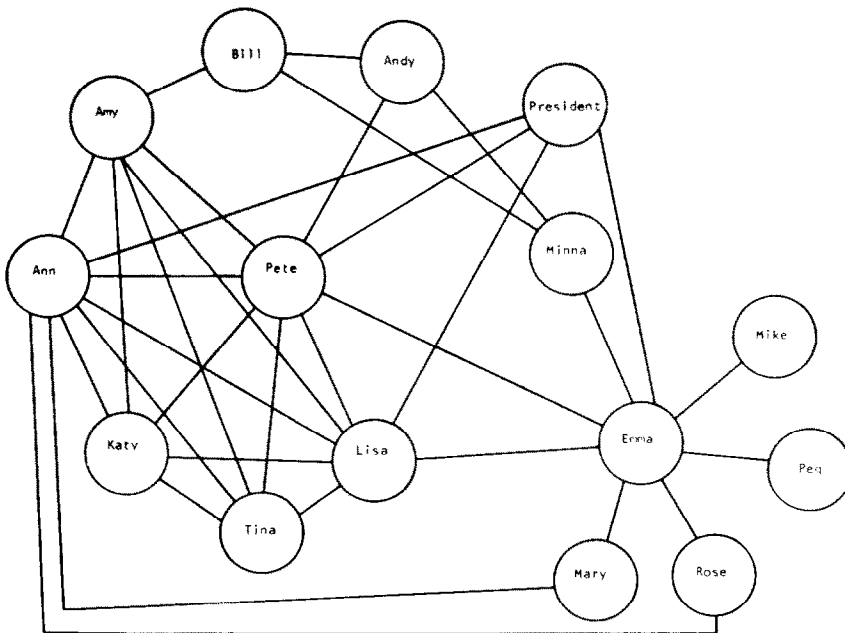 Bill
Andy
Amy
President
Ann
Pete
Minna
Mike
Katy
Lisa
Emma
Peg
Tina
Mary
Rose